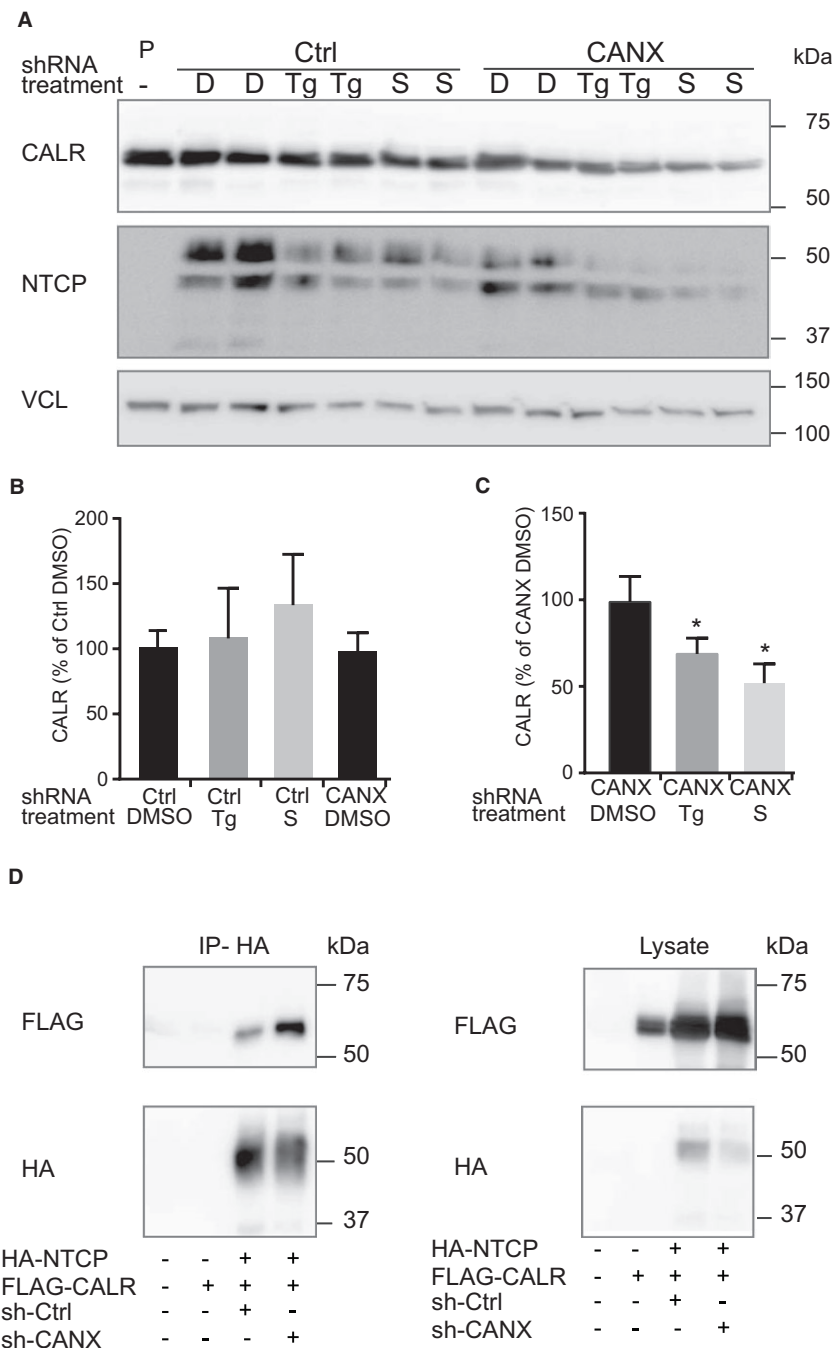 A
P Ctrl CANX kDa
shRNA
treatment - D D Tg Tg S S D D Tg Tg S S
CALR 75
50
NTCP 50
37
VCL 150
100
B
CALR (% of Ctrl DMSO)
200
150
100
50
0
shRNA Ctrl Ctrl Ctrl CANX
treatment DMSO Tg S DMSO
C
CALR (% of CANX DMSO)
150
100
50
0
* *
shRNA CANX CANX CANX
treatment DMSO Tg S
D
IP- HA kDa
FLAG 75
50
HA 50
37
HA-NTCP - - + +
FLAG-CALR - + + +
sh-Ctrl - - + -
sh-CANX - - - +
Lysate kDa
FLAG 75
50
HA 50
37
HA-NTCP - - + +
FLAG-CALR - + + +
sh-Ctrl - - + -
sh-CANX - - - +